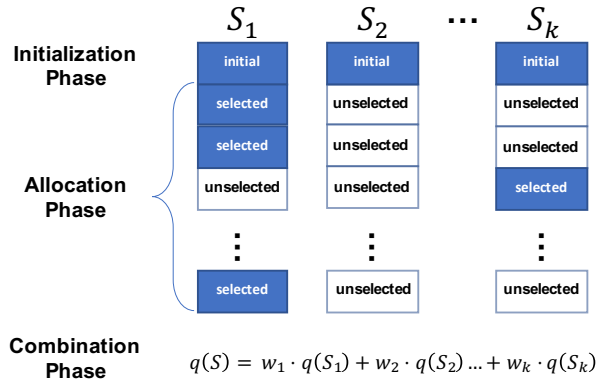 S₁ S₂ ··· Sₖ
Initialization
Phase
initial initial initial
selected unselected unselected
selected unselected unselected
Allocation
Phase
unselected unselected selected
⋮ ⋮ ⋮
selected unselected unselected
Combination
Phase
q(S) = w₁ · q(S₁) + w₂ · q(S₂) ... + wₖ · q(Sₖ)